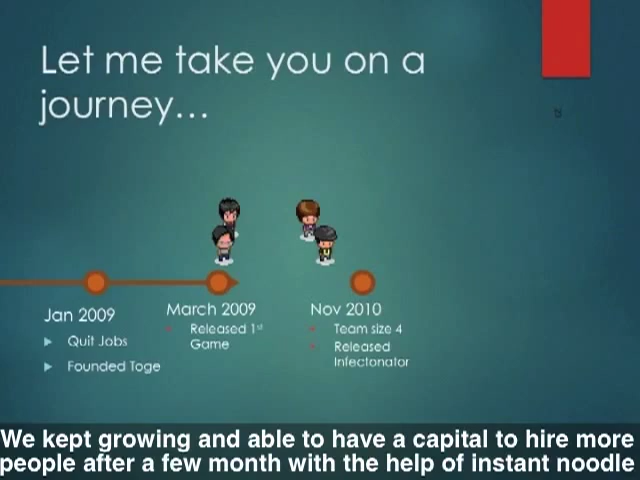 Let me take you on a
journey...
Jan 2009
Quit Jobs
Founded Toge
March 2009
Released 1st
Game
Nov 2010
Team size 4
Released
Infectonator
We kept growing and able to have a capital to hire more
people after a few month with the help of instant noodle